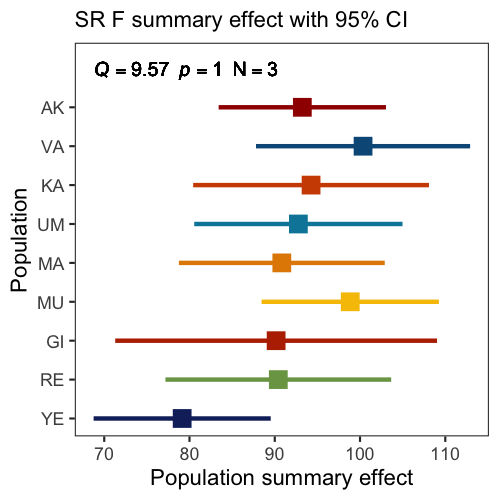 SR F summary effect with 95% CI
Q = 9.57 p = 1 N = 3
AK
VA
KA
UM
MA
MU
GI
RE
YE
Population
70 80 90 100 110
Population summary effect